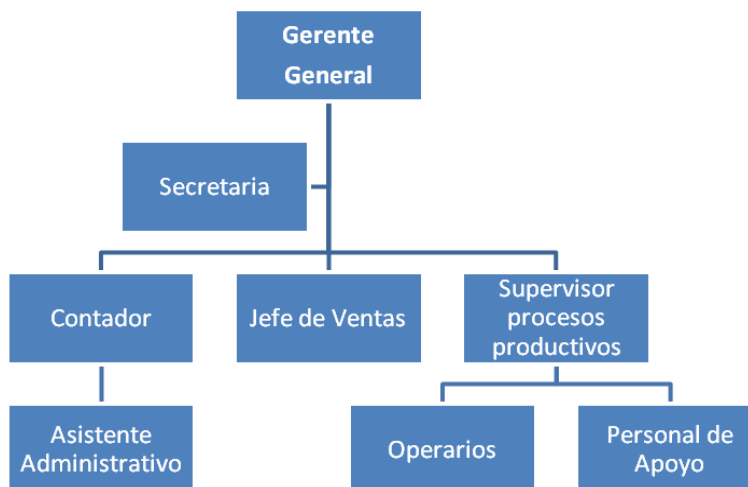 Gerente
General
Secretaria
Contador
Jefe de Ventas
Supervisor
procesos
productivos
Asistente
Administrativo
Operarios
Personal de
Apoyo